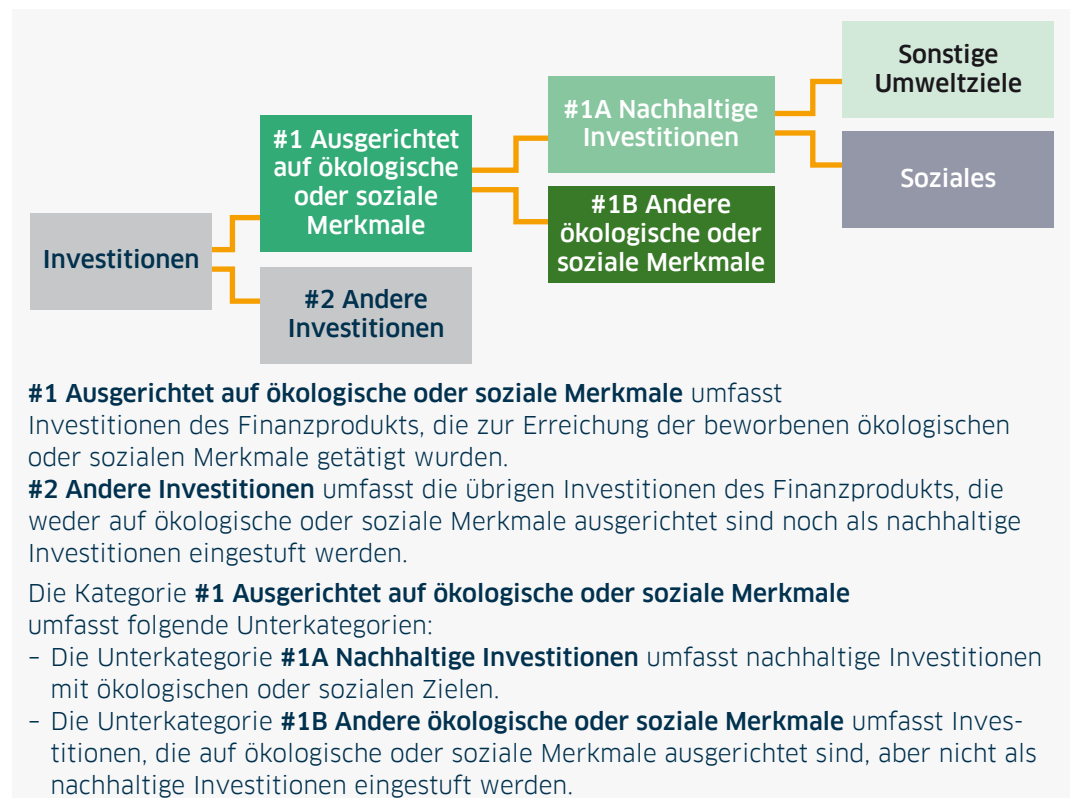 Sonstige
Umweltziele
#1A Nachhaltige
Investitionen
#1 Ausgerichtet
auf ökologische
oder soziale
Merkmale
Soziales
#1B Andere
ökologische oder
soziale Merkmale
Investitionen
#2 Andere
Investitionen
#1 Ausgerichtet auf ökologische oder soziale Merkmale umfasst
Investitionen des Finanzprodukts, die zur Erreichung der beworbenen ökologischen
oder sozialen Merkmale getätigt wurden.
#2 Andere Investitionen umfasst die übrigen Investitionen des Finanzprodukts, die
weder auf ökologische oder soziale Merkmale ausgerichtet sind noch als nachhaltige
Investitionen eingestuft werden.
Die Kategorie #1 Ausgerichtet auf ökologische oder soziale Merkmale
umfasst folgende Unterkategorien:
– Die Unterkategorie #1A Nachhaltige Investitionen umfasst nachhaltige Investitionen
mit ökologischen oder sozialen Zielen.
– Die Unterkategorie #1B Andere ökologische oder soziale Merkmale umfasst Inves-
titionen, die auf ökologische oder soziale Merkmale ausgerichtet sind, aber nicht als
nachhaltige Investitionen eingestuft werden.